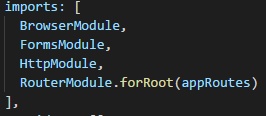 imports: [
BrowserModule,
FormsModule,
HttpModule,
RouterModule.forRoot(appRoutes)
],